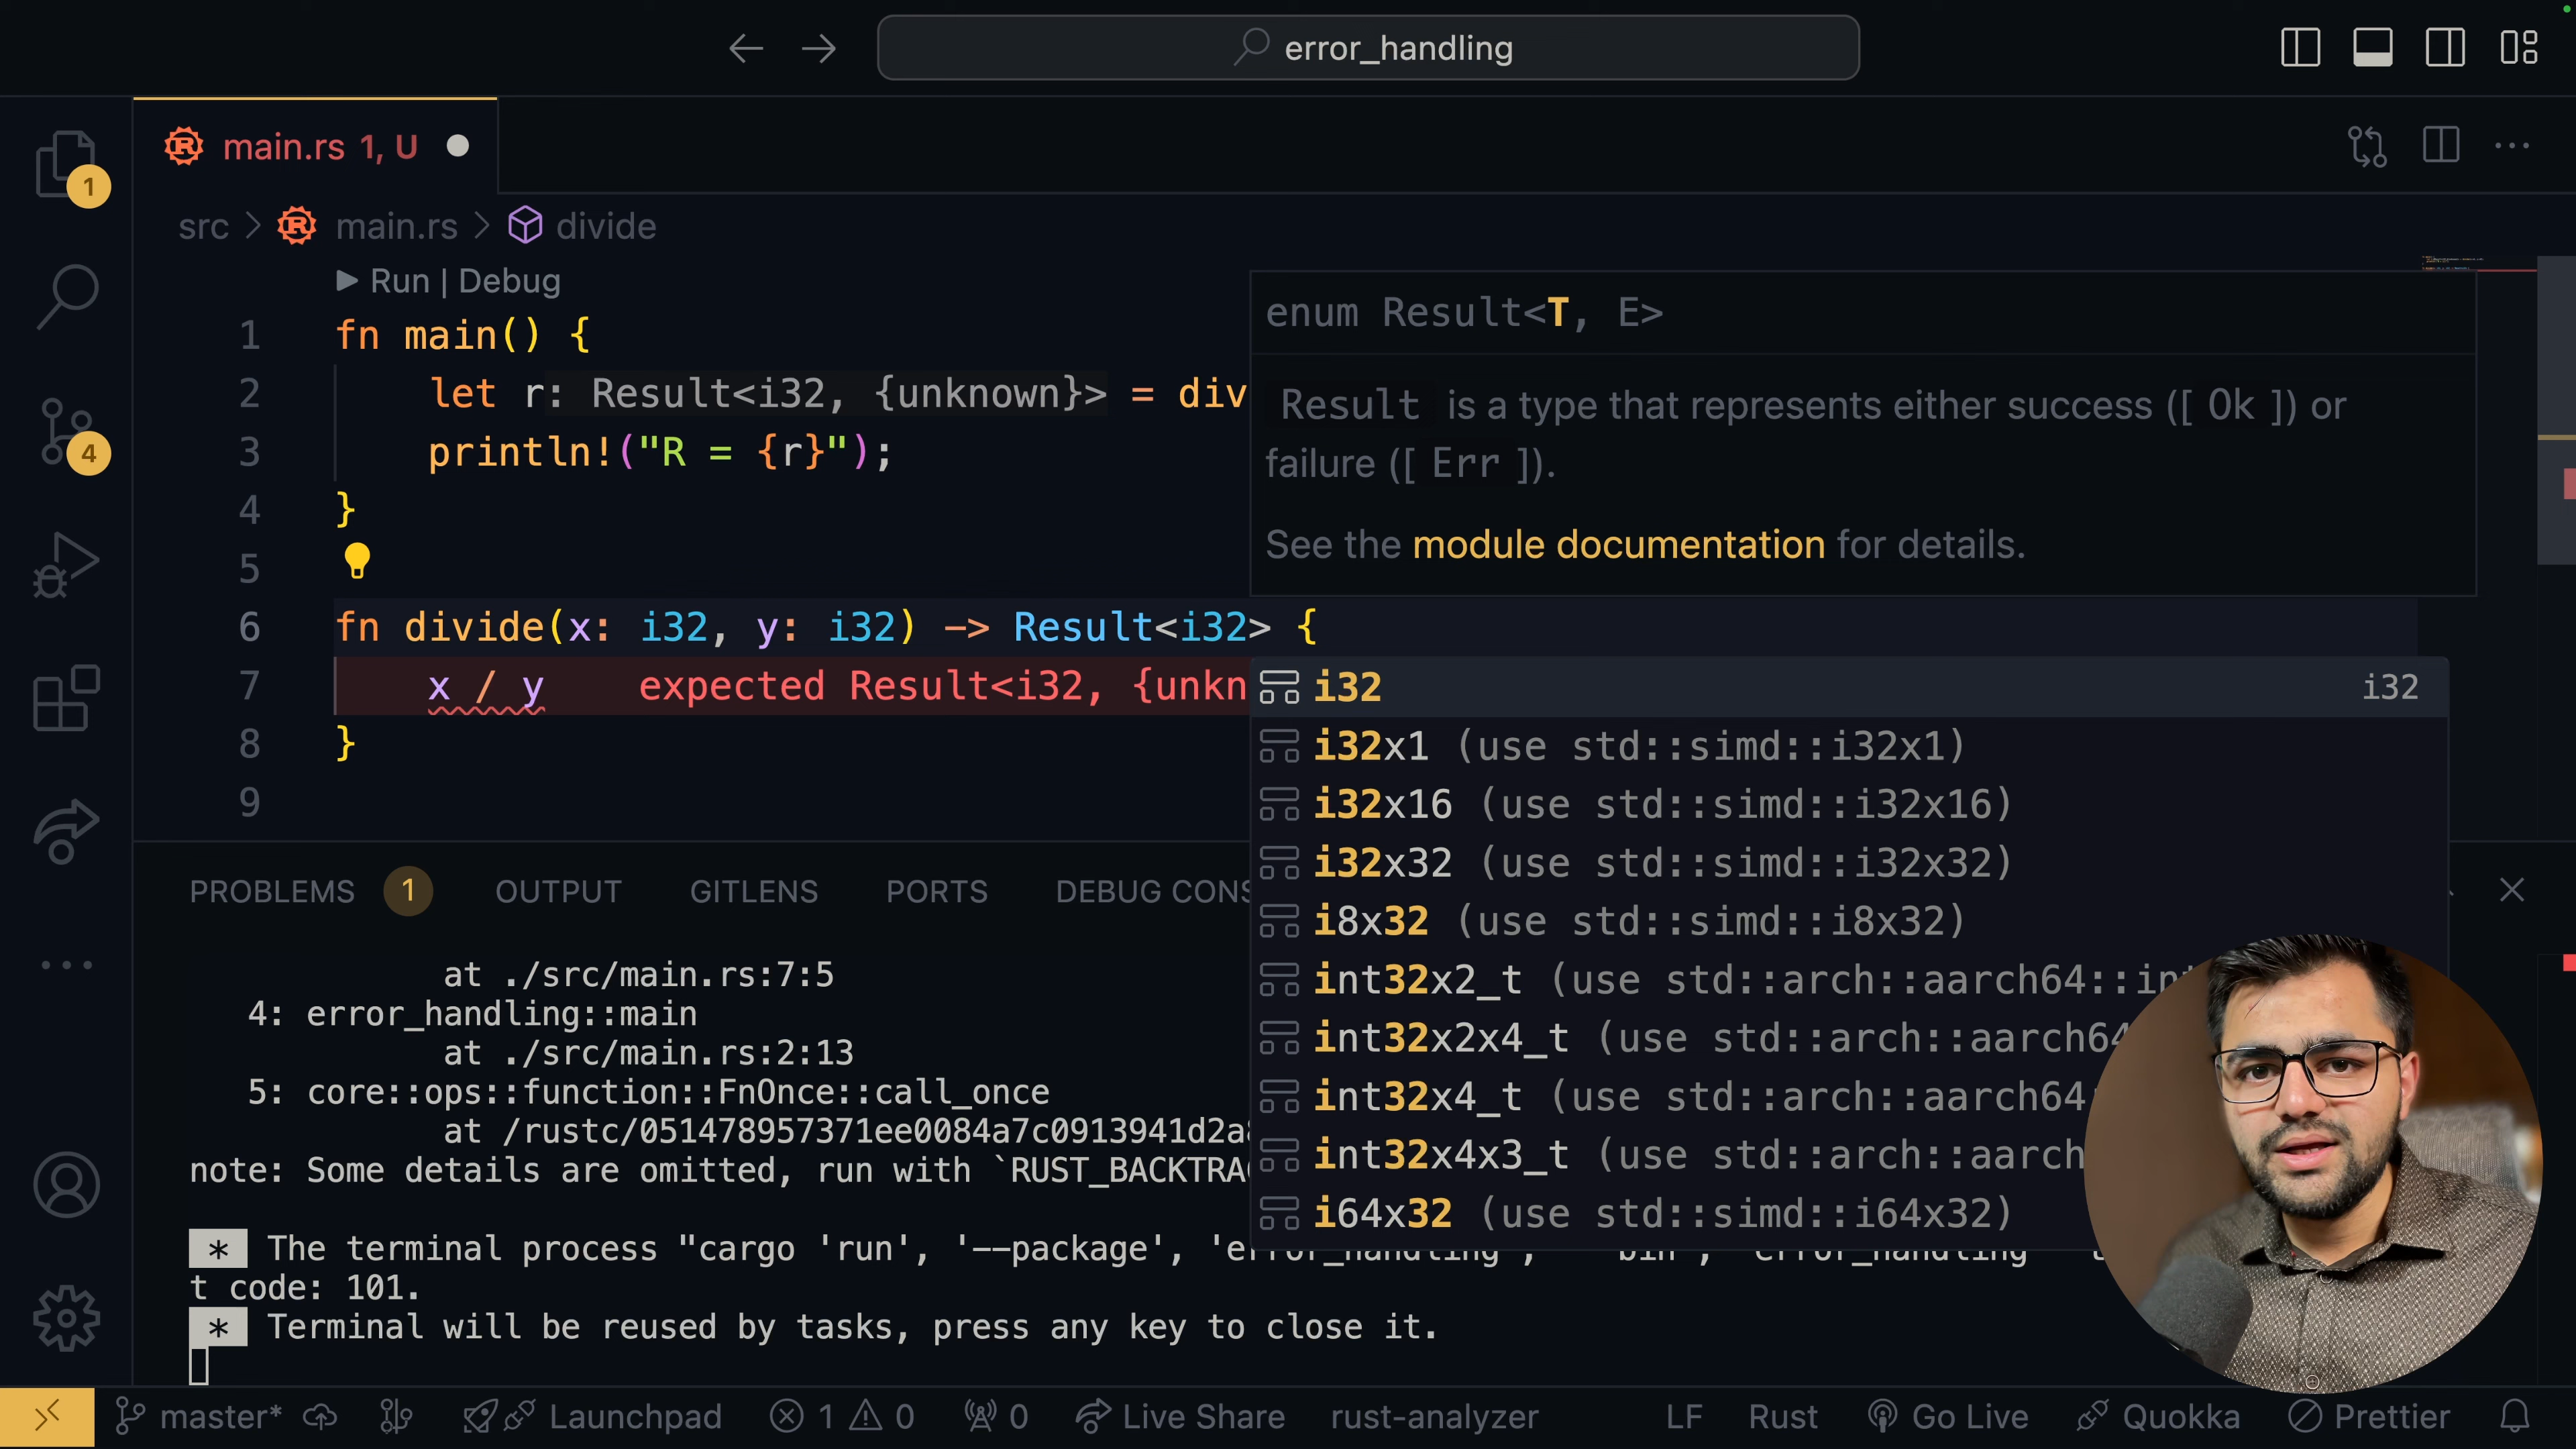 error_handling
main.rs 1, U
1
src > main.rs > divide
Run | Debug
1 fn main() {
2 let r: Result<i32, {unknown}> = div
3 println!("R = {r}");
4 }
5
6 fn divide(x: i32, y: i32) -> Result<i32> {
7 x / y expected Result<i32, {unkn
8 }
9
enum Result<T, E>
Result is a type that represents either success ([ Ok ]) or
failure ([ Err ]).
See the module documentation for details.
4
i32 i32
i32x1 (use std::simd::i32x1)
i32x16 (use std::simd::i32x16)
i32x32 (use std::simd::i32x32)
i8x32 (use std::simd::i8x32)
int32x2_t (use std::arch::aarch64::in
int32x2x4_t (use std::arch::aarch64
int32x4_t (use std::arch::aarch64
int32x4x3_t (use std::arch::aarch
i64x32 (use std::simd::i64x32)
PROBLEMS 1 OUTPUT GITLENS PORTS DEBUG CONS
at ./src/main.rs:7:5
4: error_handling::main
at ./src/main.rs:2:13
5: core::ops::function::FnOnce::call_once
at /rustc/051478957371ee0084a7c0913941d2a8
note: Some details are omitted, run with `RUST_BACKTRAC
* The terminal process "cargo 'run', '--package', 'error_handling', bin', error_handling
t code: 101.
* Terminal will be reused by tasks, press any key to close it.
master* Launchpad 1 0 0 Live Share rust-analyzer LF Rust Go Live Quokka Prettier